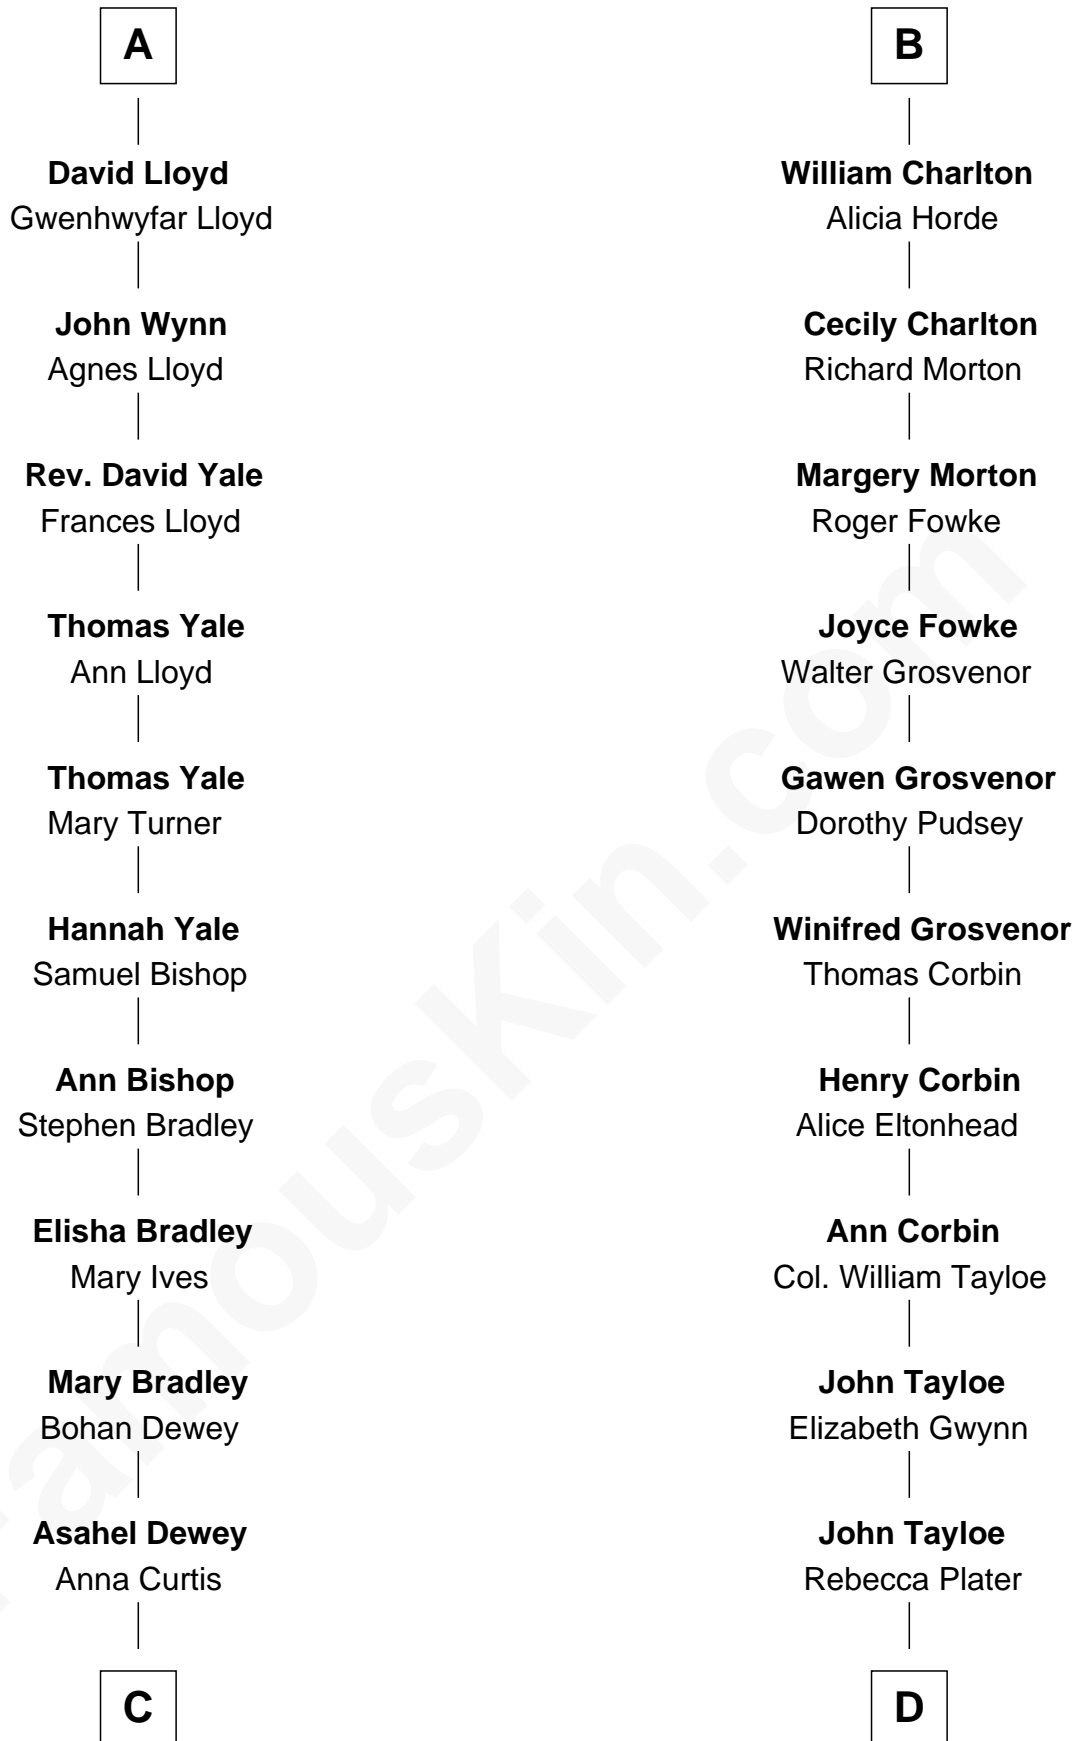 A
David Lloyd
Gwenhwyfar Lloyd
John Wynn
Agnes Lloyd
Rev. David Yale
Frances Lloyd
Thomas Yale
Ann Lloyd
Thomas Yale
Mary Turner
Hannah Yale
Samuel Bishop
Ann Bishop
Stephen Bradley
Elisha Bradley
Mary Ives
Mary Bradley
Bohan Dewey
Asahel Dewey
Anna Curtis
C
B
William Charlton
Alicia Horde
Cecily Charlton
Richard Morton
Margery Morton
Roger Fowke
Joyce Fowke
Walter Grosvenor
Gawen Grosvenor
Dorothy Pudsey
Winifred Grosvenor
Thomas Corbin
Henry Corbin
Alice Eltonhead
Ann Corbin
Col. William Tayloe
John Tayloe
Elizabeth Gwynn
John Tayloe
Rebecca Plater
D
FamousKin.com